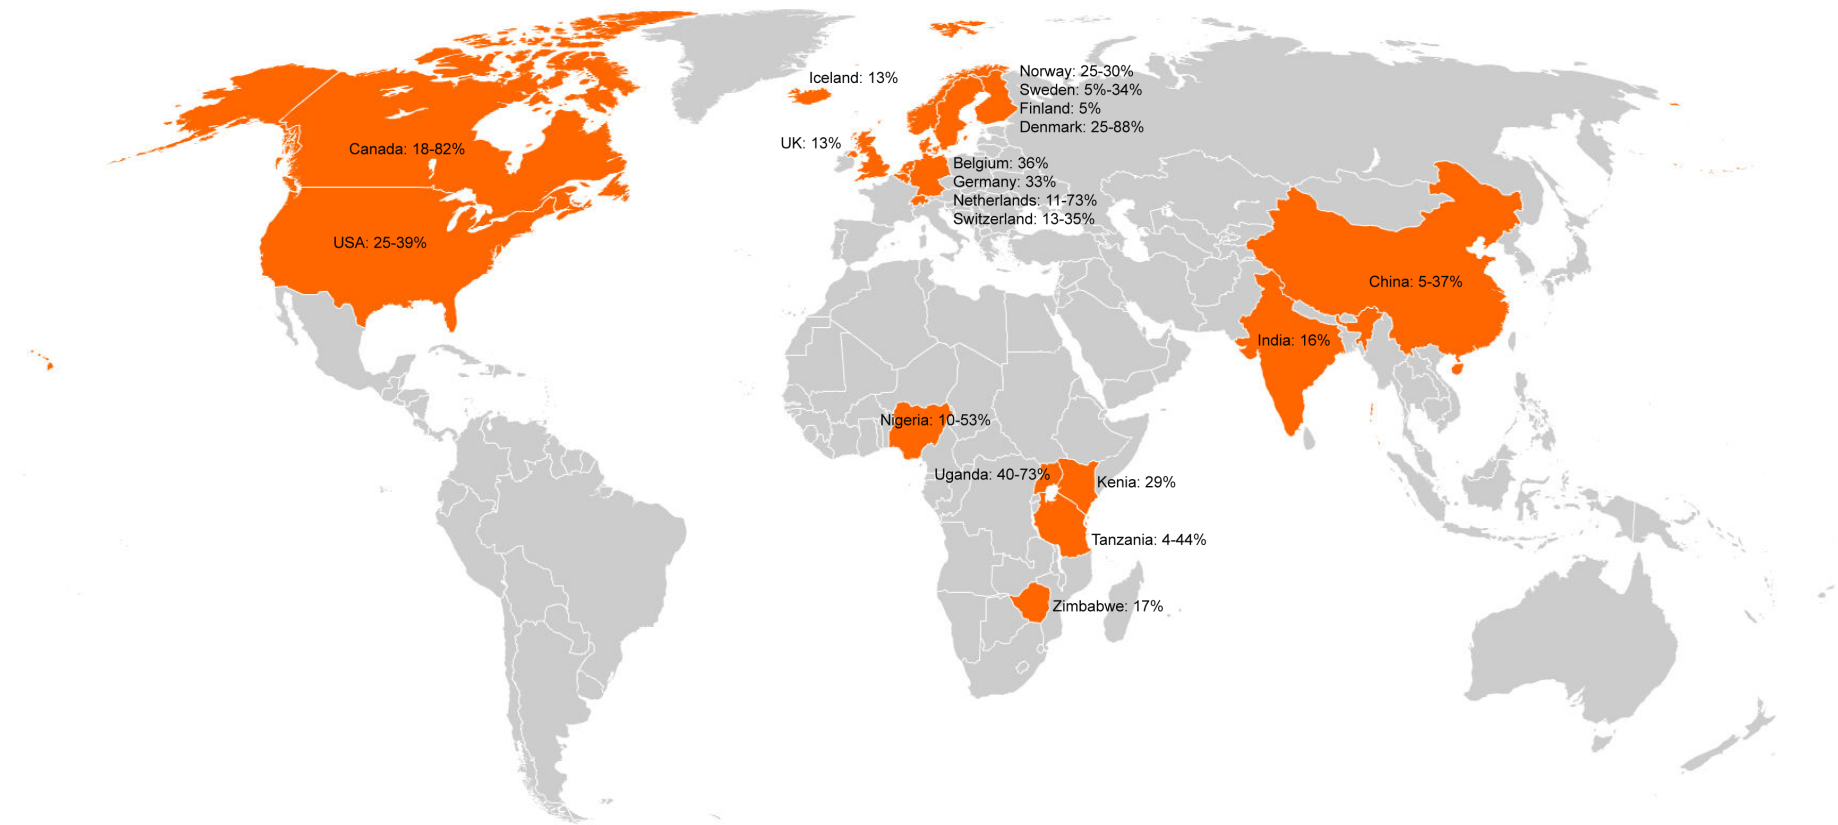 Iceland: 13%
Norway: 25-30%
Sweden: 5%-34%
Finland: 5%
Denmark: 25-88%
UK: 13%
Canada: 18-82%
Belgium: 36%
Germany: 33%
Netherlands: 11-73%
Switzerland: 13-35%
USA: 25-39%
China: 5-37%
India: 16%
Nigeria: 10-53%
Uganda: 40-73%
Kenia: 29%
Tanzania: 4-44%
Zimbabwe: 17%